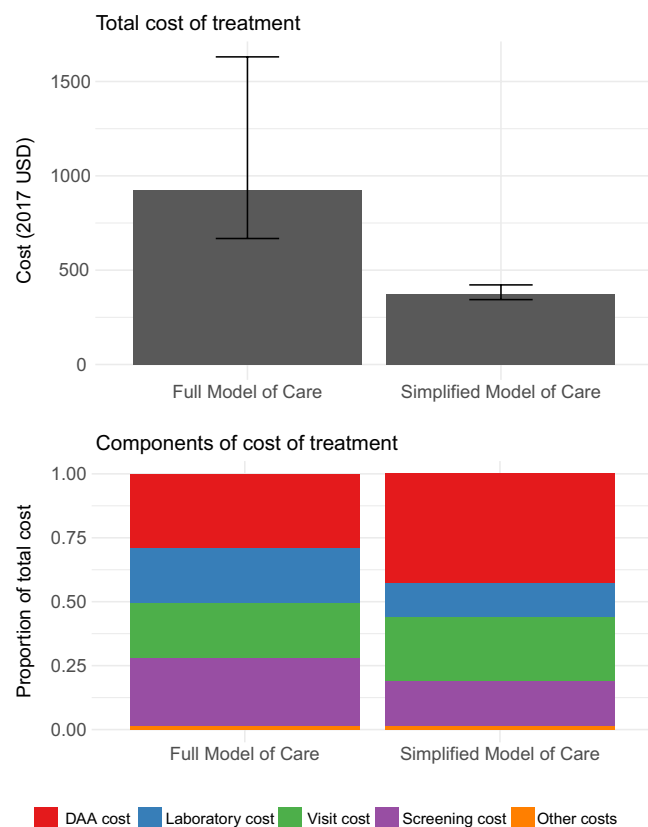 Total cost of treatment
Cost (2017 USD)
1500
1000
500
0
Full Model of Care Simplified Model of Care
Components of cost of treatment
Proportion of total cost
1.00
0.75
0.50
0.25
0.00
Full Model of Care Simplified Model of Care
DAA cost Laboratory cost Visit cost Screening cost Other costs